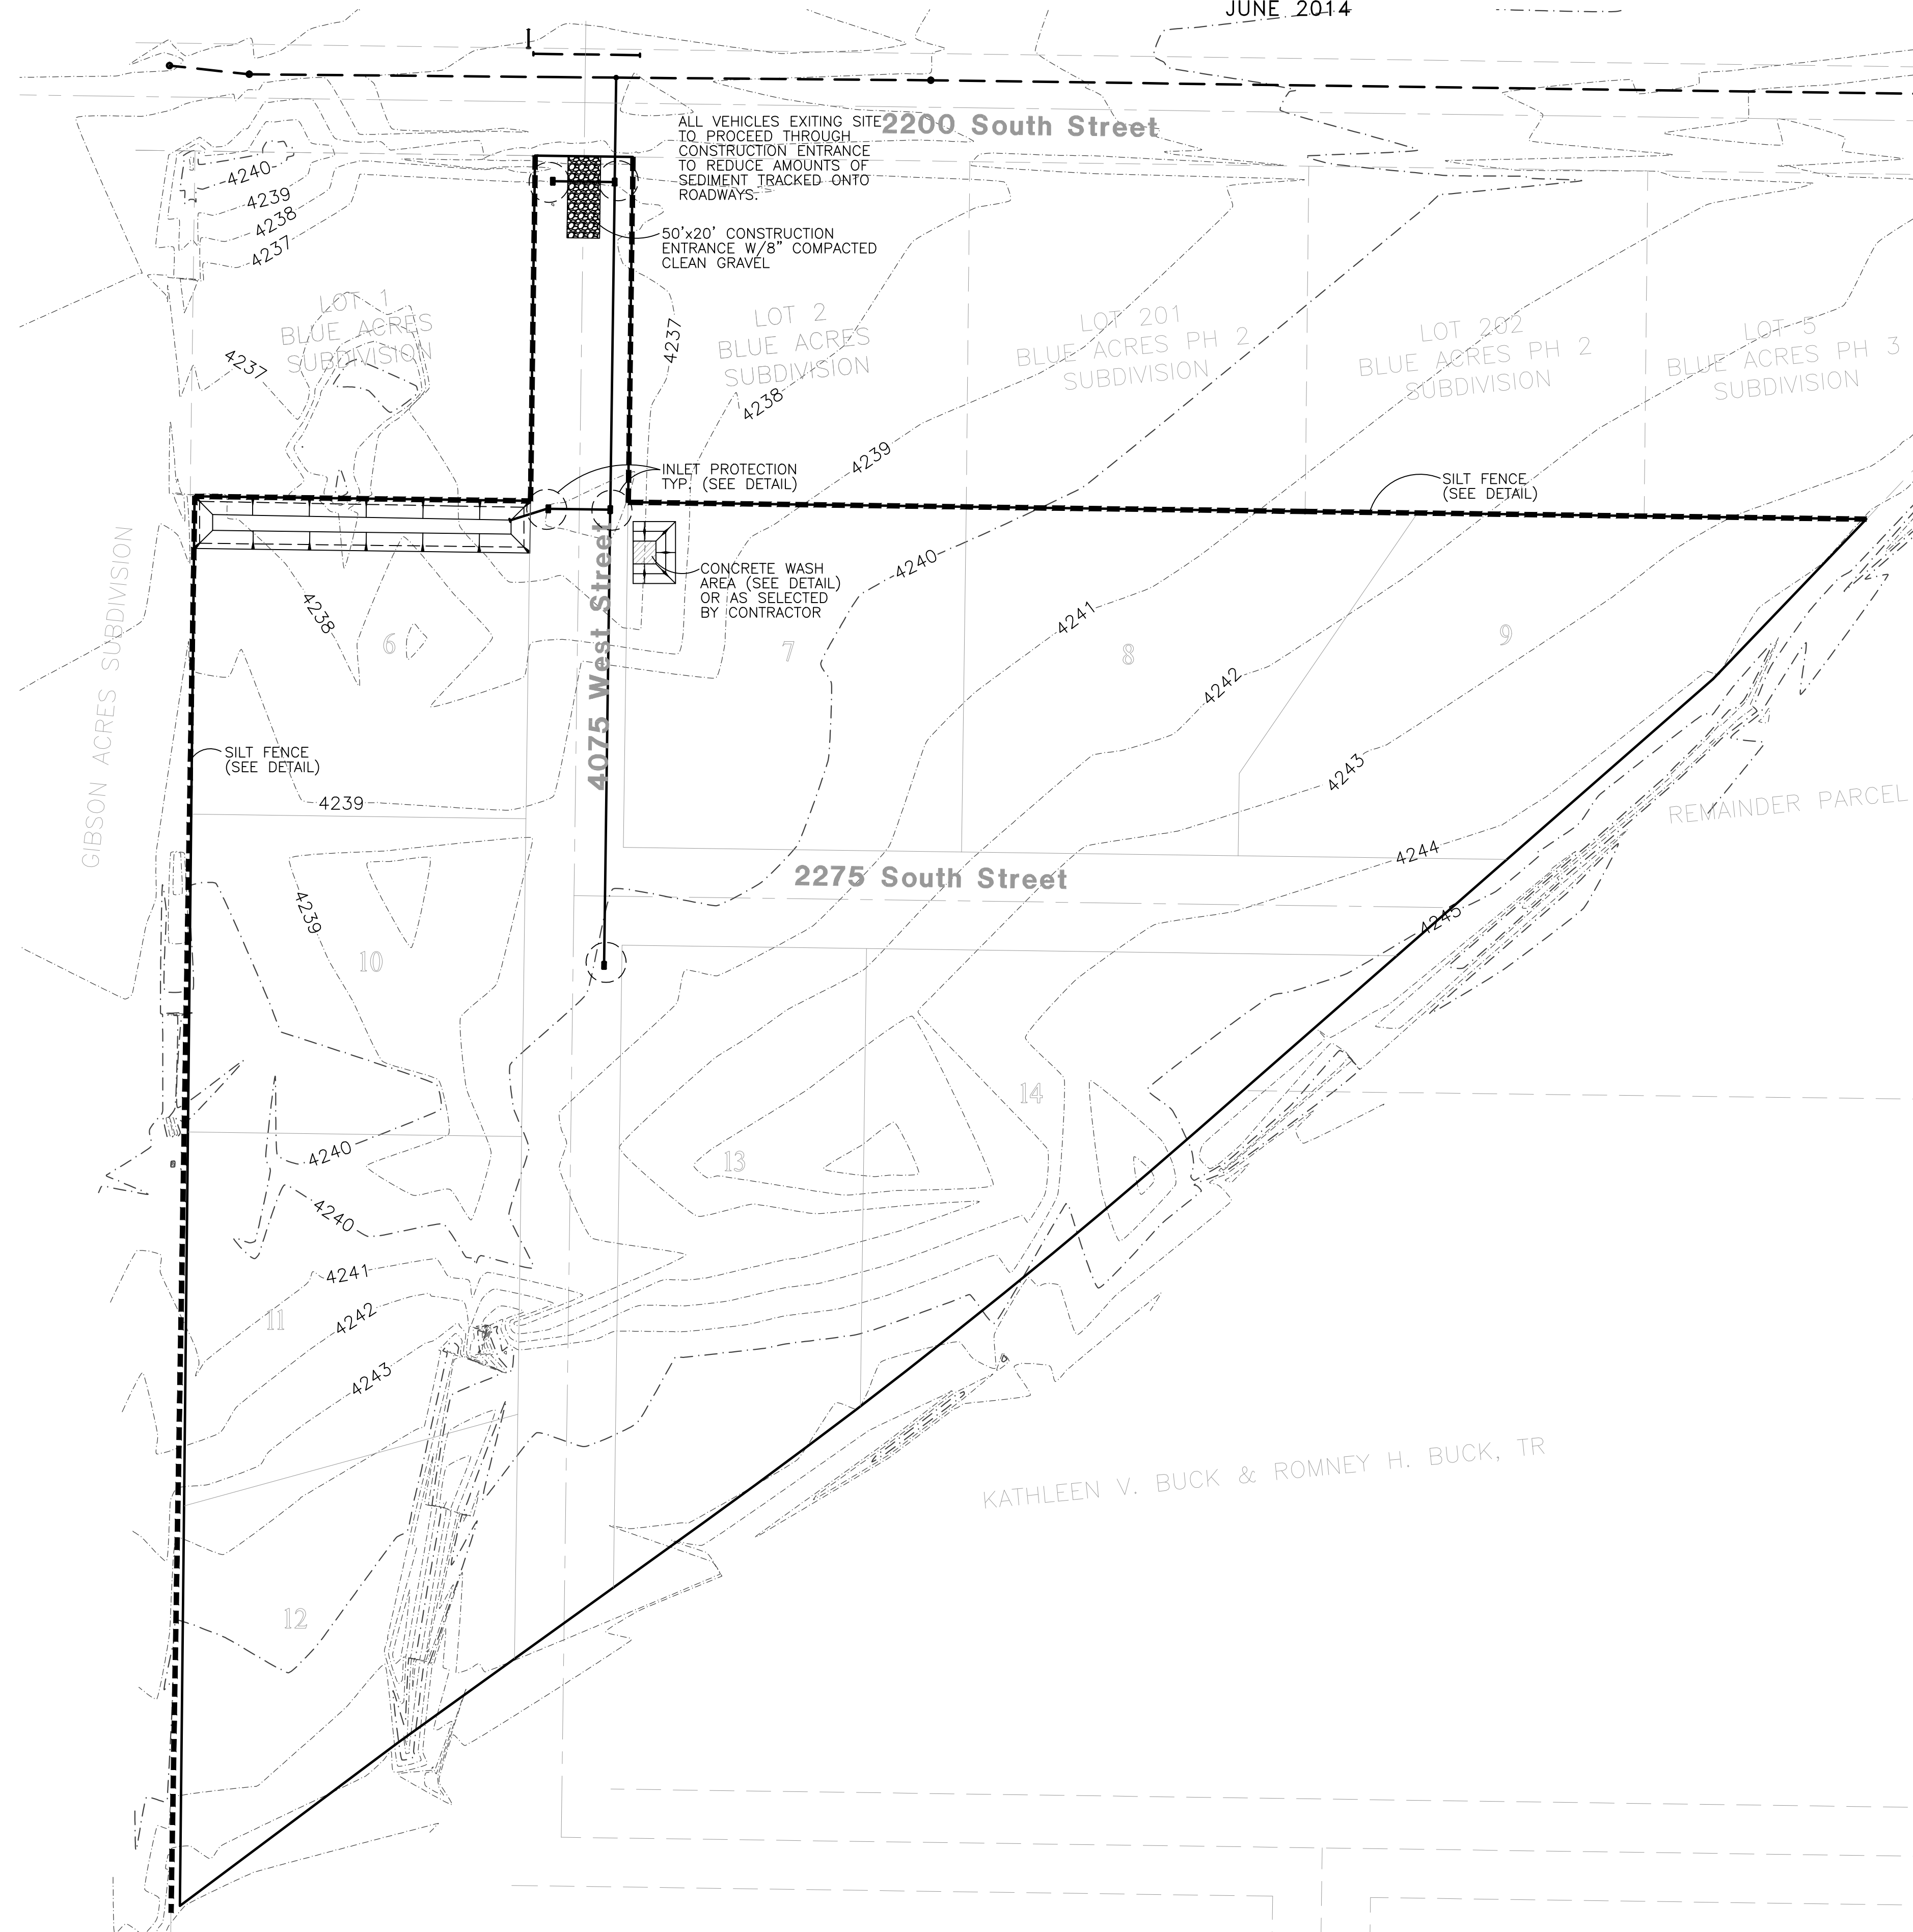 JUNE 2014
2200 South Street
ALL VEHICLES EXITING SITE
TO PROCEED THROUGH
CONSTRUCTION ENTRANCE
TO REDUCE AMOUNTS OF
SEDIMENT TRACKED ONTO
ROADWAYS.
4240
4239
4238
4237
50'x20' CONSTRUCTION
ENTRANCE W/8" COMPACTED
CLEAN GRAVEL
LOT 1
BLUE ACRES
SUBDIVISION
4237
4237
LOT 2
BLUE ACRES
SUBDIVISION
4238
LOT 201
BLUE ACRES PH 2
SUBDIVISION
LOT 202
BLUE ACRES PH 2
SUBDIVISION
LOT 5
BLUE ACRES PH 3
SUBDIVISION
4239
INLET PROTECTION
TYP. (SEE DETAIL)
SILT FENCE
(SEE DETAIL)
GIBSON ACRES SUBDIVISION
4238
6
4075 West Street
CONCRETE WASH
AREA (SEE DETAIL)
OR AS SELECTED
BY CONTRACTOR
4240
4241
7
8
9
4242
SILT FENCE
(SEE DETAIL)
4239
4243
REMAINDER PARCEL
4244
2275 South Street
4245
4239
10
14
13
4240
4240
4241
11
4242
4243
KATHLEEN V. BUCK & ROMNEY H. BUCK, TR
12